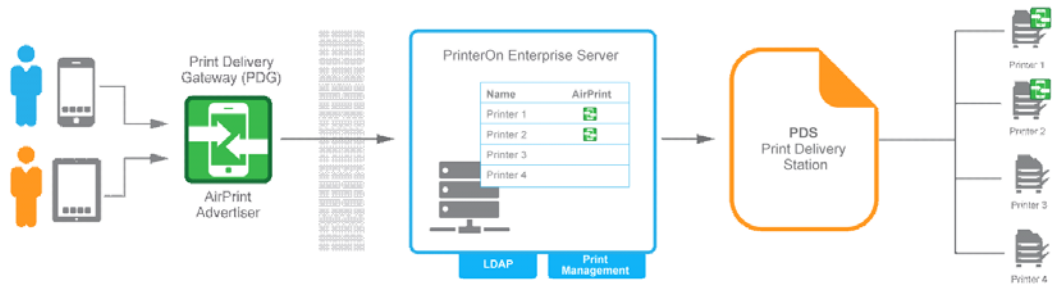 Print Delivery
Gateway (PDG)
AirPrint
Advertiser
PrinterOn Enterprise Server
Name AirPrint
Printer 1
Printer 2
Printer 3
Printer 4
LDAP
Print
Management
PDS
Print Delivery
Station
Printer 1
Printer 2
Printer 3
Printer 4